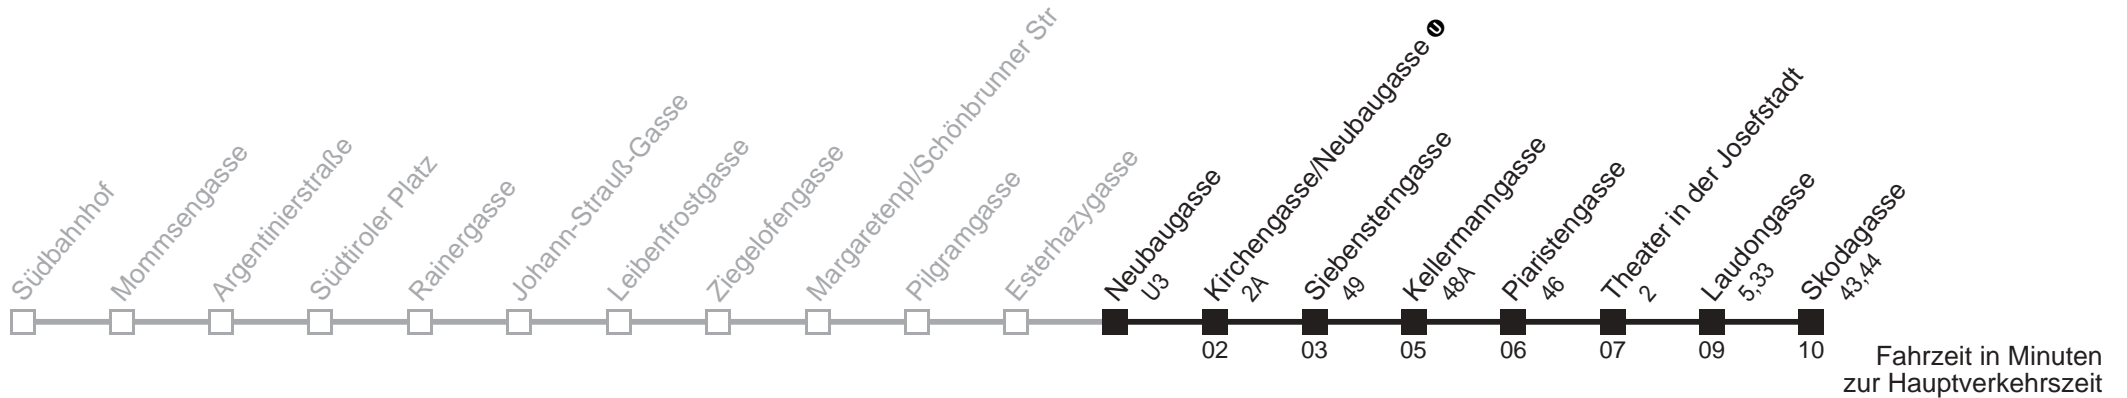 Südbahnhof
Mommsengasse
Argentinierstraße
Südtiroler Platz
Rainergasse
Johann-Strauß-Gasse
Leibenfrostgasse
Ziegelofengasse
Margaretenpl/Schönbrunner Str
Pilgramgasse
Esterhazygasse
Neubaugasse
U3
Kirchengasse/Neubaugasse U
2A
Siebensterngasse
49
Kellermanngasse
48A
Piaristengasse
46
Theater in der Josefstadt
2
Laudongasse
5,33
Skodagasse
43,44
02 03 05 06 07 09 10
Fahrzeit in Minuten
zur Hauptverkehrszeit